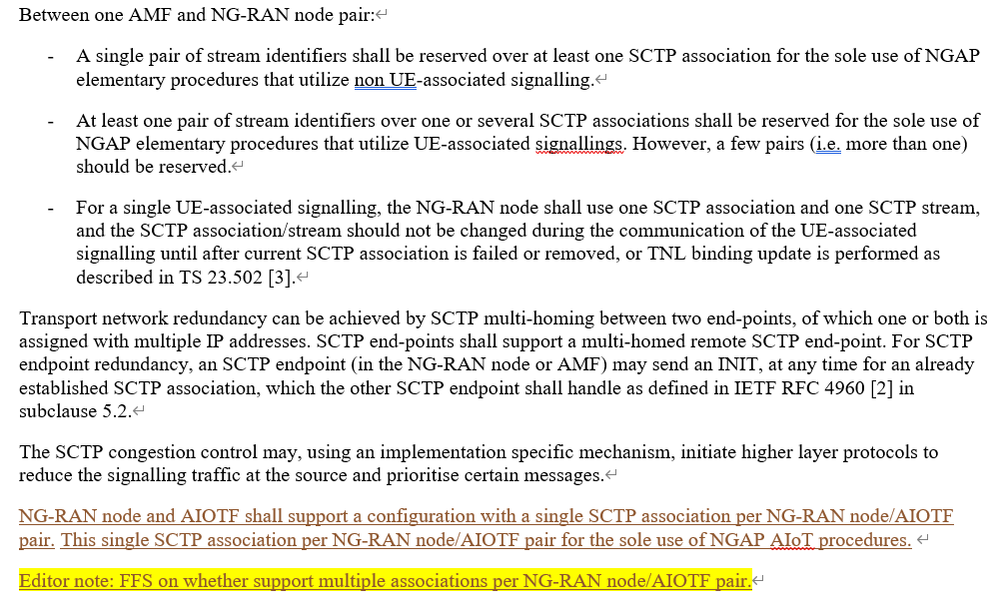 Between one AMF and NG-RAN node pair:
- A single pair of stream identifiers shall be reserved over at least one SCTP association for the sole use of NGAP
elementary procedures that utilize non UE-associated signalling.
- At least one pair of stream identifiers over one or several SCTP associations shall be reserved for the sole use of
NGAP elementary procedures that utilize UE-associated signallings. However, a few pairs (i.e. more than one)
should be reserved.
- For a single UE-associated signalling, the NG-RAN node shall use one SCTP association and one SCTP stream,
and the SCTP association/stream should not be changed during the communication of the UE-associated
signalling until after current SCTP association is failed or removed, or TNL binding update is performed as
described in TS 23.502 [3].
Transport network redundancy can be achieved by SCTP multi-homing between two end-points, of which one or both is
assigned with multiple IP addresses. SCTP end-points shall support a multi-homed remote SCTP end-point. For SCTP
endpoint redundancy, an SCTP endpoint (in the NG-RAN node or AMF) may send an INIT, at any time for an already
established SCTP association, which the other SCTP endpoint shall handle as defined in IETF RFC 4960 [2] in
subclause 5.2.
The SCTP congestion control may, using an implementation specific mechanism, initiate higher layer protocols to
reduce the signalling traffic at the source and prioritise certain messages.
NG-RAN node and AIOTF shall support a configuration with a single SCTP association per NG-RAN node/AIOTF
pair. This single SCTP association per NG-RAN node/AIOTF pair for the sole use of NGAP AIoT procedures.
Editor note: FFS on whether support multiple associations per NG-RAN node/AIOTF pair.